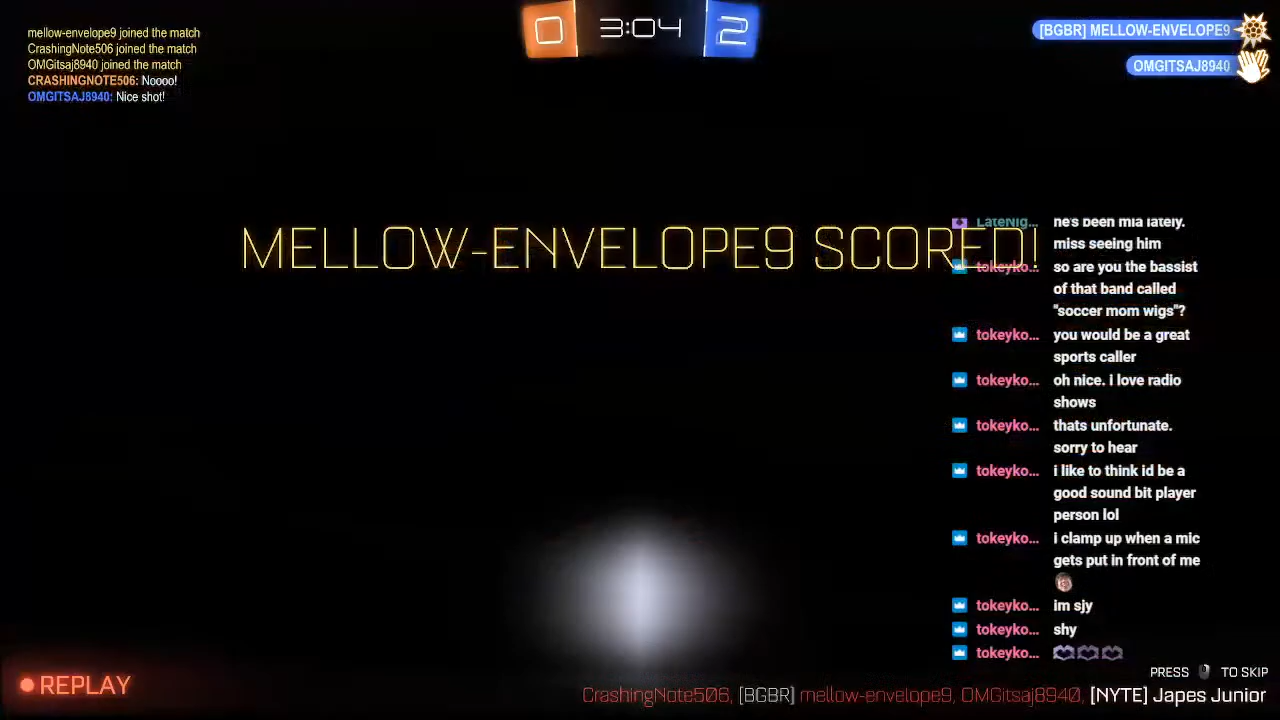 mellow-envelope9 joined the match
CrashingNote506 joined the match
OMGitsaj8940 joined the match
CRASHINGNOTE506: Noooo!
OMGITSAJ8940: Nice shot!
0 3:04 2
[BGBR] MELLOW-ENVELOPE9
OMGITSAJ8940
MELLOW-ENVELOPE9 SCORED!
LateNig... he's been mia lately.
miss seeing him
tokeyko... so are you the bassist
of that band called
"soccer mom wigs"?
tokeyko... you would be a great
sports caller
tokeyko... oh nice. i love radio
shows
tokeyko... thats unfortunate.
sorry to hear
tokeyko... i like to think id be a
good sound bit player
person lol
tokeyko... i clamp up when a mic
gets put in front of me
tokeyko... im sjy
tokeyko... shy
tokeyko...
PRESS TO SKIP
REPLAY
CrashingNote506, [BGBR] mellow-envelope9, OMGitsaj8940, [NYTE] Japes Junior